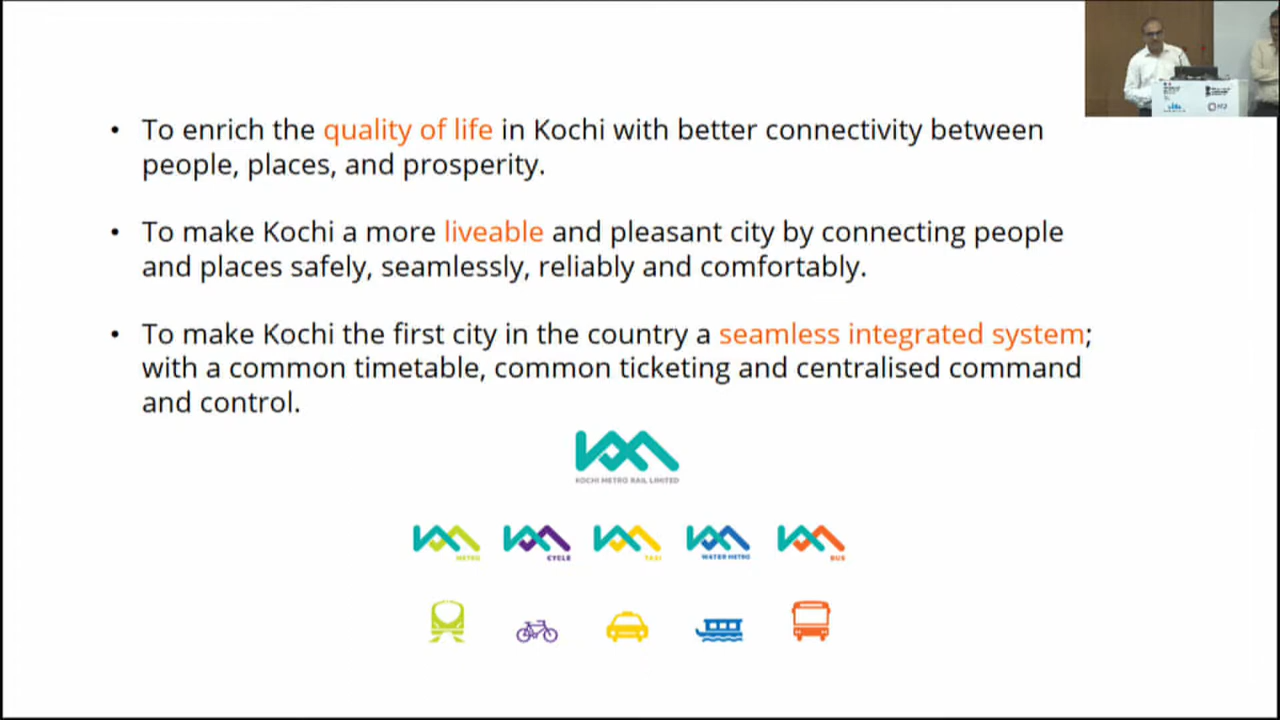 • To enrich the quality of life in Kochi with better connectivity between
people, places, and prosperity.
• To make Kochi a more liveable and pleasant city by connecting people
and places safely, seamlessly, reliably and comfortably.
• To make Kochi the first city in the country a seamless integrated system;
with a common timetable, common ticketing and centralised command
and control.
KOCHI METRO RAIL LIMITED
METRO CYCLE TAXI WATER METRO BUS